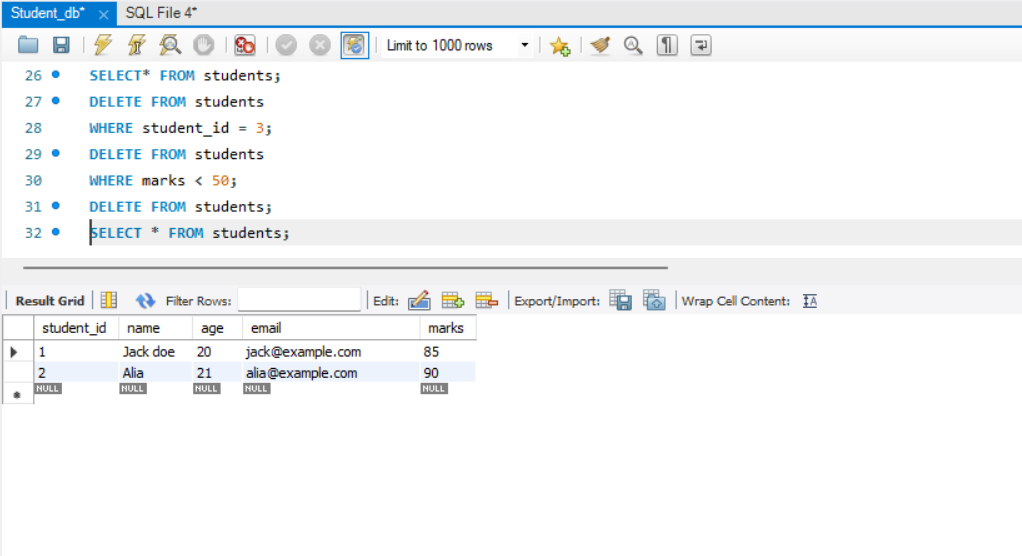 Student_db* SQL File 4*
Limit to 1000 rows
26 SELECT* FROM students;
27 DELETE FROM students
28 WHERE student_id = 3;
29 DELETE FROM students
30 WHERE marks < 50;
31 DELETE FROM students;
32 SELECT * FROM students;
Result Grid Filter Rows: Edit: Export/Import: Wrap Cell Content:
student_id name age email marks
1 Jack doe 20 jack@example.com 85
2 Alia 21 alia@example.com 90
NULL NULL NULL NULL NULL